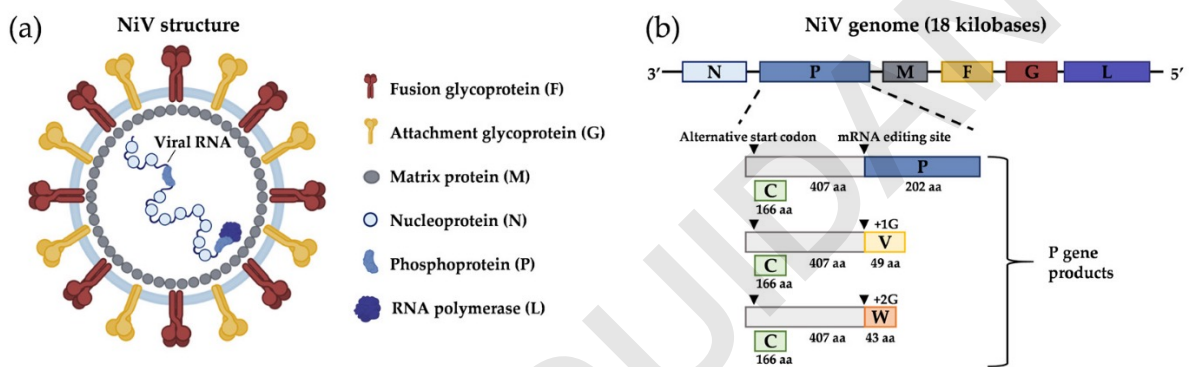 (a)
NiV structure
Viral RNA
Fusion glycoprotein (F)
Attachment glycoprotein (G)
Matrix protein (M)
Nucleoprotein (N)
Phosphoprotein (P)
RNA polymerase (L)
(b)
NiV genome (18 kilobases)
3′ N P M F G L 5′
Alternative start codon mRNA editing site
P
407 aa 202 aa
C
166 aa
+1G
V
407 aa 49 aa
C
166 aa
+2G
W
407 aa 43 aa
C
166 aa
P gene
products